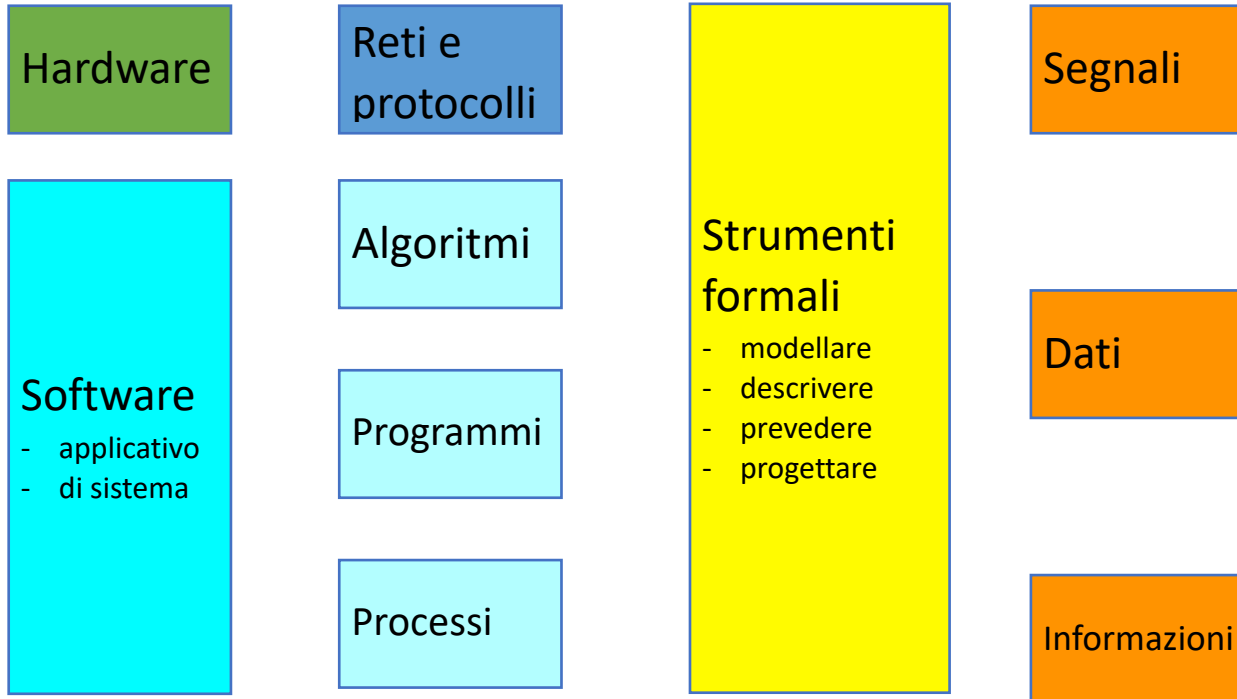 Hardware
Software
- applicativo
- di sistema
Reti e
protocolli
Algoritmi
Programmi
Processi
Strumenti
formali
- modellare
- descrivere
- prevedere
- progettare
Segnali
Dati
Informazioni